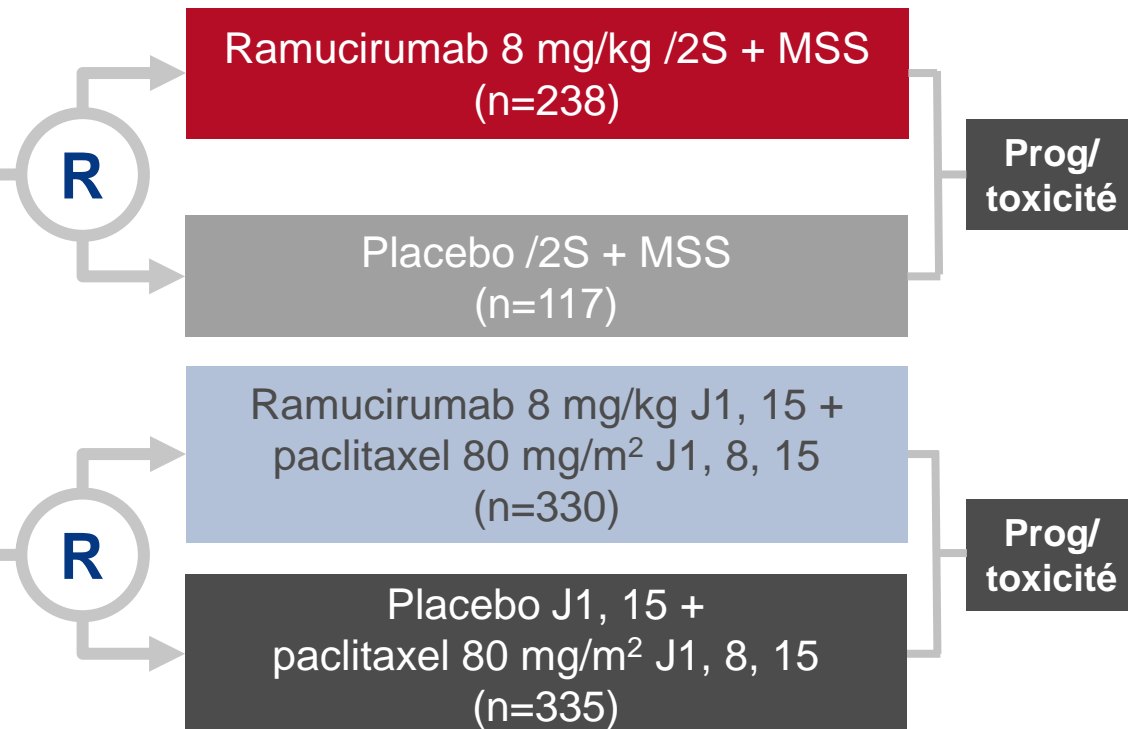 R
Ramucirumab 8 mg/kg /2S + MSS
(n=238)
Placebo /2S + MSS
(n=117)
Prog/
toxicité
R
Ramucirumab 8 mg/kg J1, 15 +
paclitaxel 80 mg/m² J1, 8, 15
(n=330)
Placebo J1, 15 +
paclitaxel 80 mg/m² J1, 8, 15
(n=335)
Prog/
toxicité